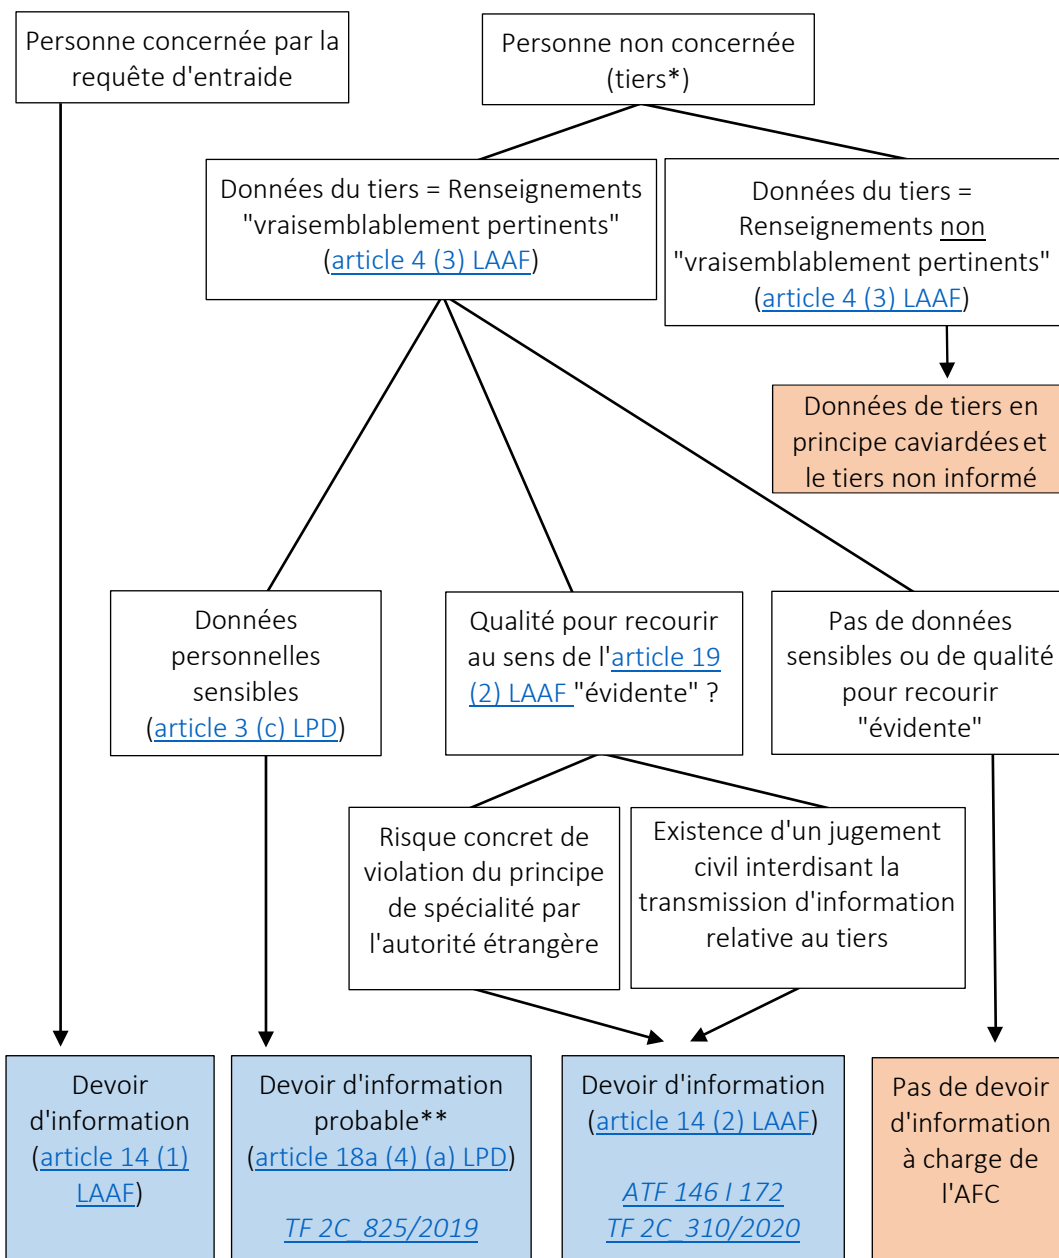 Personne concernée par la
requête d'entraide
Personne non concernée
(tiers*)
Données du tiers = Renseignements
"vraisemblablement pertinents"
(article 4 (3) LAAF)
Données du tiers =
Renseignements non
"vraisemblablement pertinents"
(article 4 (3) LAAF)
Données de tiers en
principe caviardées et
le tiers non informé
Données
personnelles
sensibles
(article 3 (c) LPD)
Qualité pour recourir
au sens de l'article 19
(2) LAAF "évidente" ?
Pas de données
sensibles ou de qualité
pour recourir
"évidente"
Risque concret de
violation du principe
de spécialité par
l'autorité étrangère
Existence d'un jugement
civil interdisant la
transmission d'information
relative au tiers
Devoir
d'information
(article 14 (1)
LAAF)
Devoir d'information
probable**
(article 18a (4) (a) LPD)
TF 2C_825/2019
Devoir d'information
(article 14 (2) LAAF)
ATF 146 I 172
TF 2C_310/2020
Pas de devoir
d'information
à charge de
l'AFC